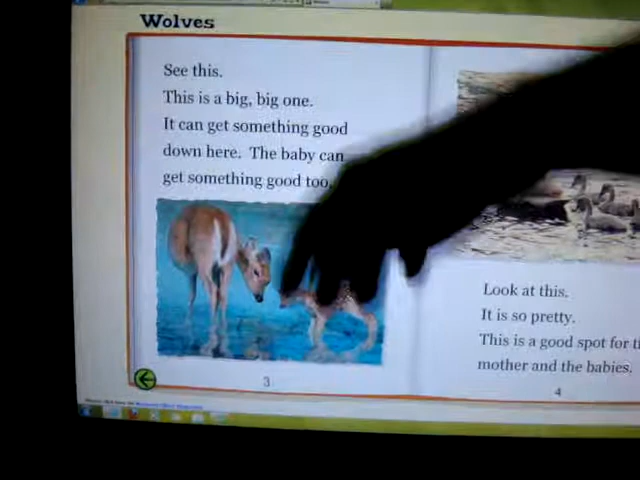 Wolves
See this.
This is a big, big one.
It can get something good
down here. The baby can
get something good too.
3
Look at this.
It is so pretty.
This is a good spot for
mother and the babies.
4